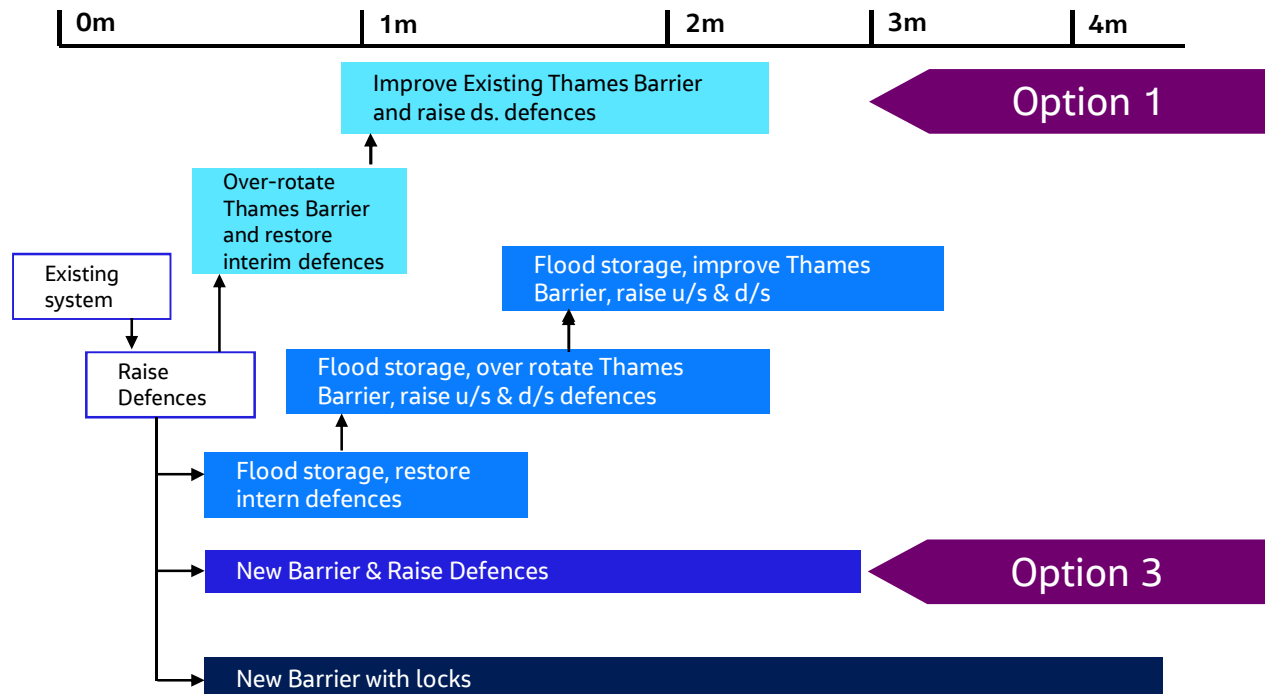 0m
1m
2m
3m
4m
Improve Existing Thames Barrier
and raise ds. defences
Option 1
Over-rotate
Thames Barrier
and restore
interim defences
Existing
system
Flood storage, improve Thames
Barrier, raise u/s & d/s
Raise
Defences
Flood storage, over rotate Thames
Barrier, raise u/s & d/s defences
Flood storage, restore
intern defences
New Barrier & Raise Defences
Option 3
New Barrier with locks